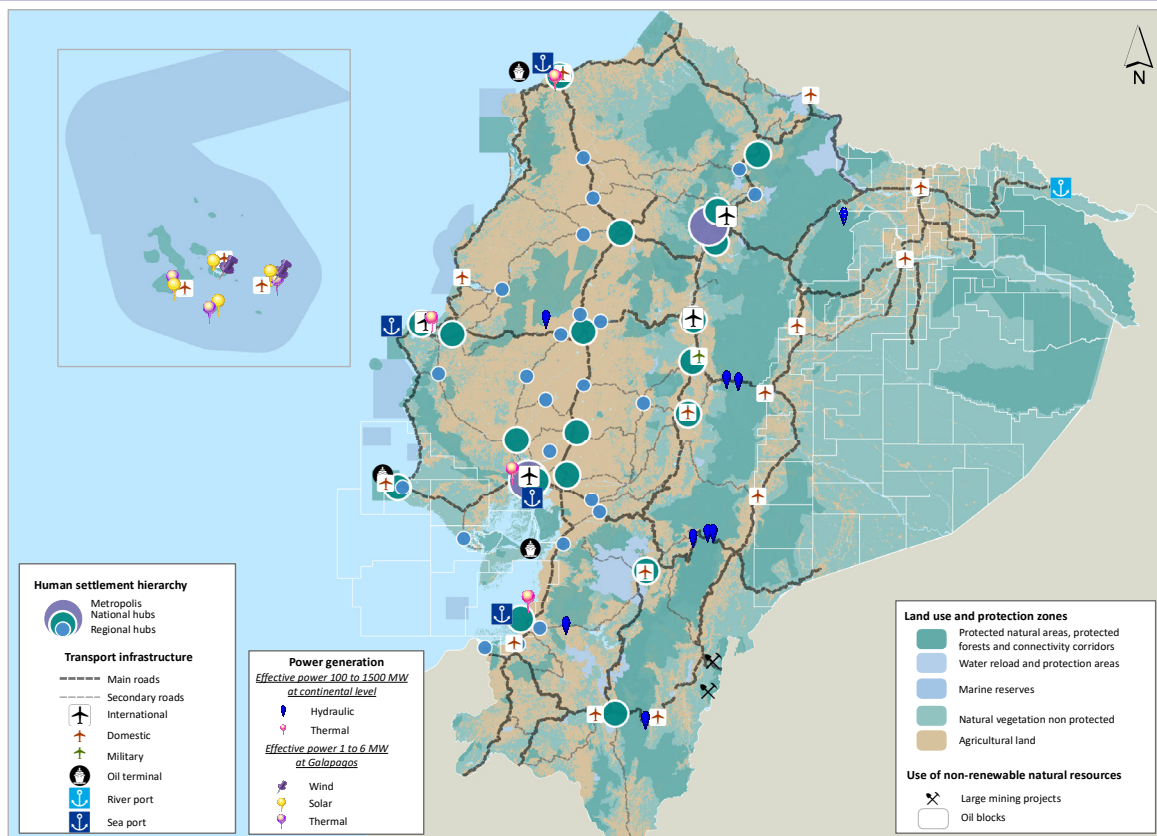 N
Human settlement hierarchy
Metropolis
National hubs
Regional hubs
Transport infrastructure
Main roads
Secondary roads
International
Domestic
Military
Oil terminal
River port
Sea port
Power generation
Effective power 100 to 1500 MW
at continental level
Hydraulic
Thermal
Effective power 1 to 6 MW
at Galapagos
Wind
Solar
Thermal
Land use and protection zones
Protected natural areas, protected
forests and connectivity corridors
Water reload and protection areas
Marine reserves
Natural vegetation non protected
Agricultural land
Use of non-renewable natural resources
Large mining projects
Oil blocks